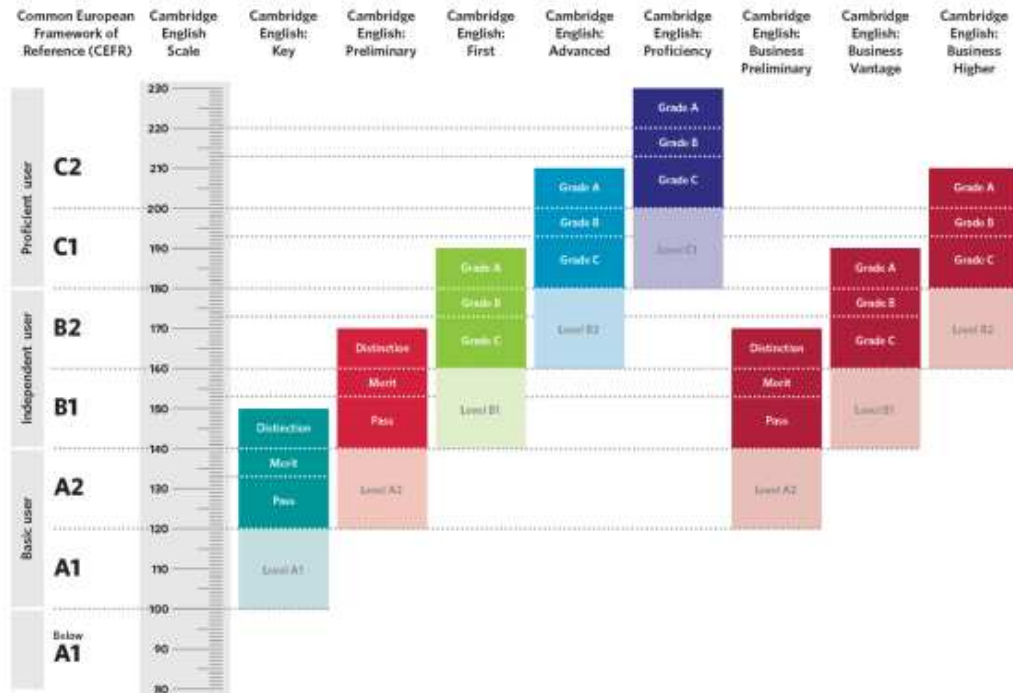 Common European
Framework of
Reference (CEFR)
Cambridge
English
Scale
Cambridge
English:
Key
Cambridge
English:
Preliminary
Cambridge
English:
First
Cambridge
English:
Advanced
Cambridge
English:
Proficiency
Cambridge
English:
Business
Preliminary
Cambridge
English:
Business
Vantage
Cambridge
English:
Business
Higher
Proficient user
Independent user
Basic user
C2
C1
B2
B1
A2
A1
Below
A1
230
220
210
200
190
180
170
160
150
140
130
120
110
100
90
80
Distinction
Merit
Pass
Level A1
Distinction
Merit
Pass
Level A2
Grade A
Grade B
Grade C
Level B1
Grade A
Grade B
Grade C
Level B2
Grade A
Grade B
Grade C
Level C1
Distinction
Merit
Pass
Level A2
Grade A
Grade B
Grade C
Level B1
Grade A
Grade B
Grade C
Level B2